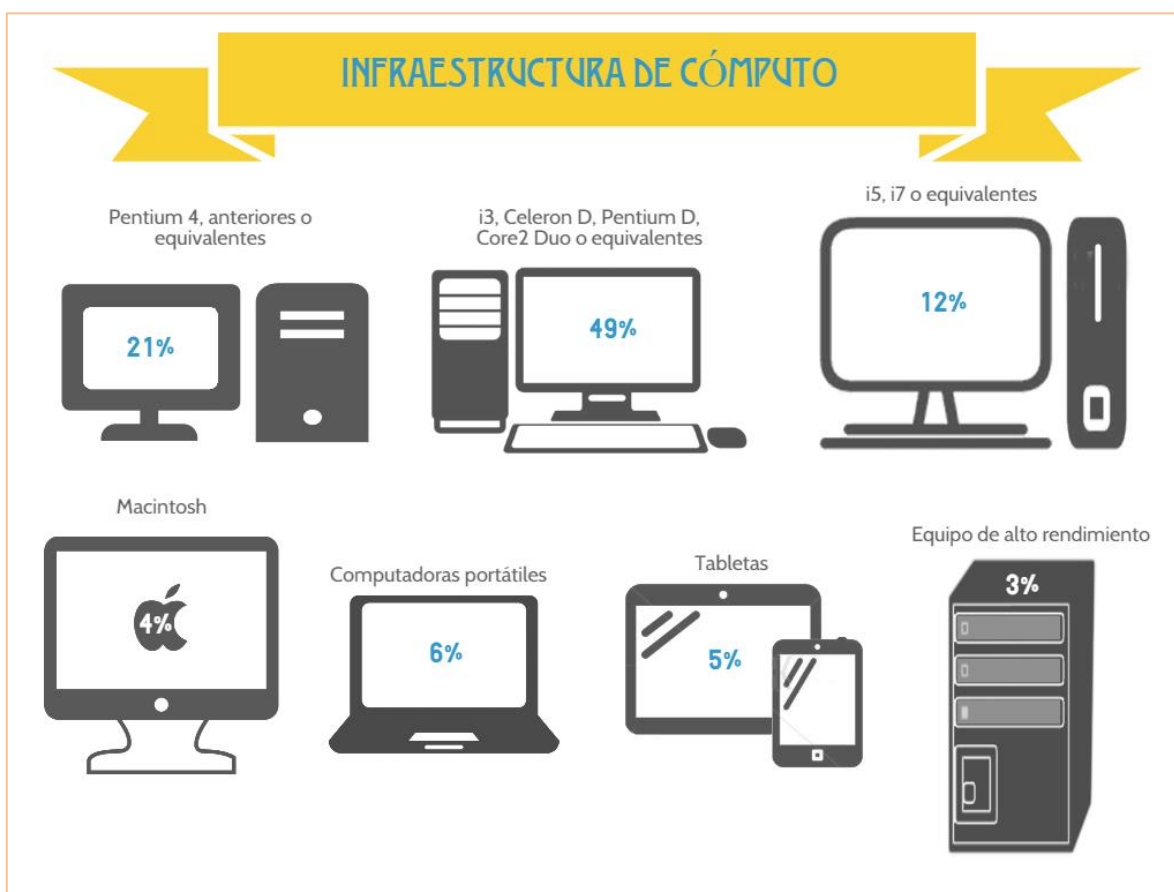 INFRAESTRUCTURA DE CÓMPUTO
Pentium 4, anteriores o
equivalentes
21%
i3, Celeron D, Pentium D,
Core2 Duo o equivalentes
49%
i5, i7 o equivalentes
12%
Macintosh
4%
Computadoras portátiles
6%
Tabletas
5%
Equipo de alto rendimiento
3%